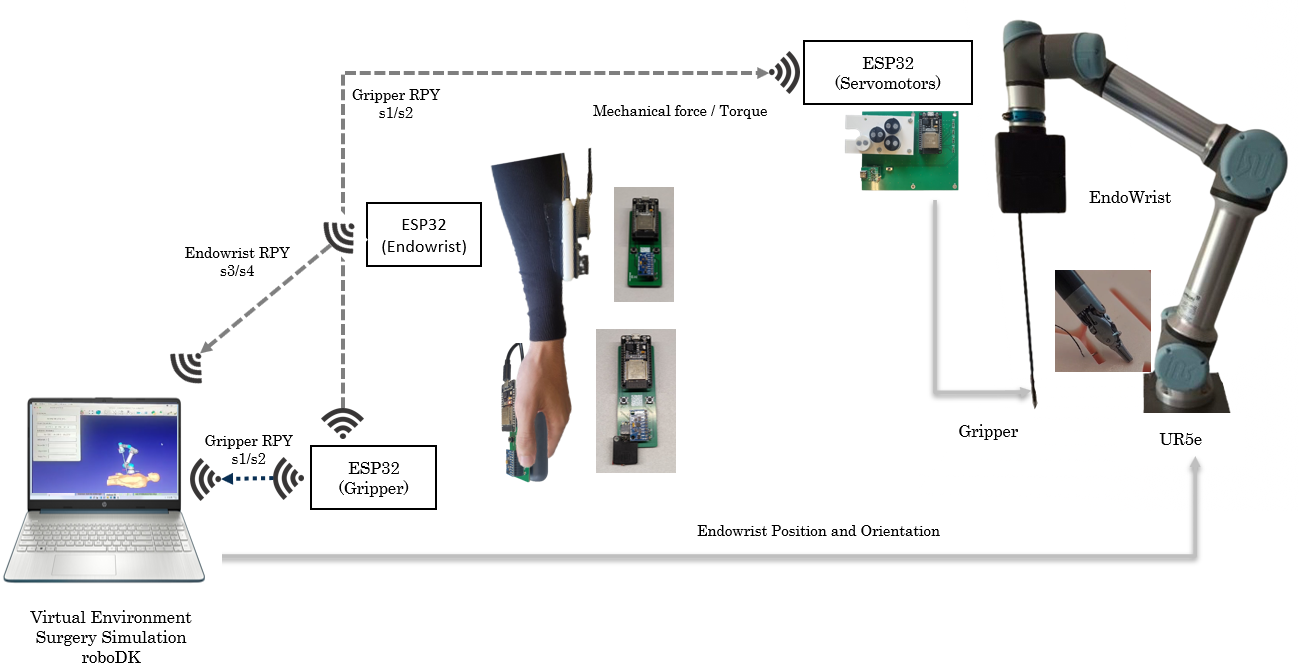 ESP32
(Servomotors)
Gripper RPY
s1/s2
Mechanical force / Torque
EndoWrist
ESP32
(Endowrist)
Endowrist RPY
s3/s4
Gripper
UR5e
Gripper RPY
s1/s2
ESP32
(Gripper)
Endowrist Position and Orientation
Virtual Environment
Surgery Simulation
roboDK